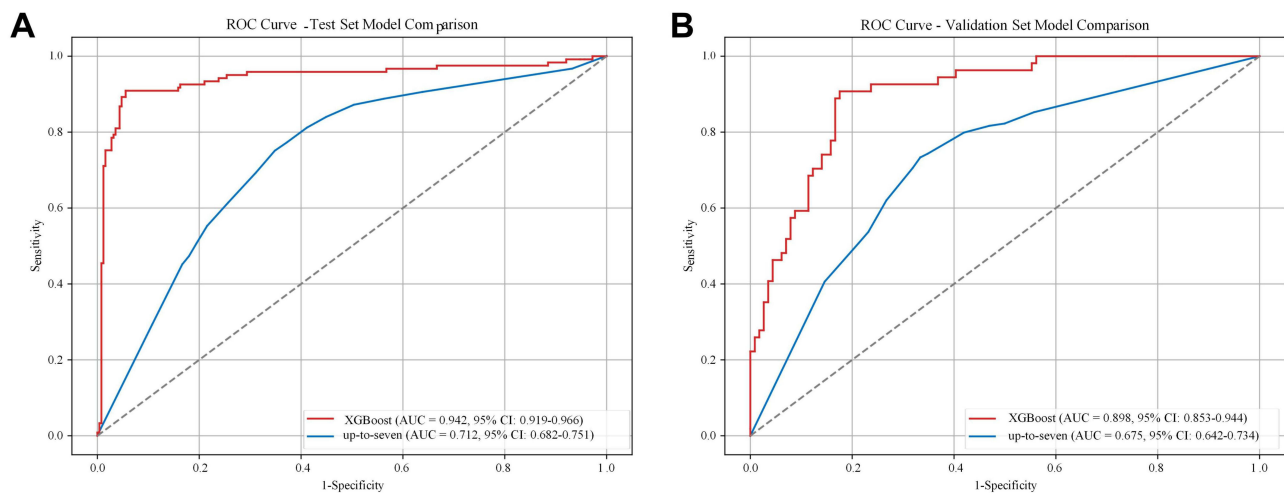 A
ROC Curve - Test Set Model Comparison
1.0
0.8
0.6
0.4
0.2
0.0
Sensitivity
XGBoost (AUC = 0.942, 95% CI: 0.919-0.966)
up-to-seven (AUC = 0.712, 95% CI: 0.682-0.751)
0.0 0.2 0.4 0.6 0.8 1.0
1-Specificity
B
ROC Curve - Validation Set Model Comparison
1.0
0.8
0.6
0.4
0.2
0.0
Sensitivity
XGBoost (AUC = 0.898, 95% CI: 0.853-0.944)
up-to-seven (AUC = 0.675, 95% CI: 0.642-0.734)
0.0 0.2 0.4 0.6 0.8 1.0
1-Specificity